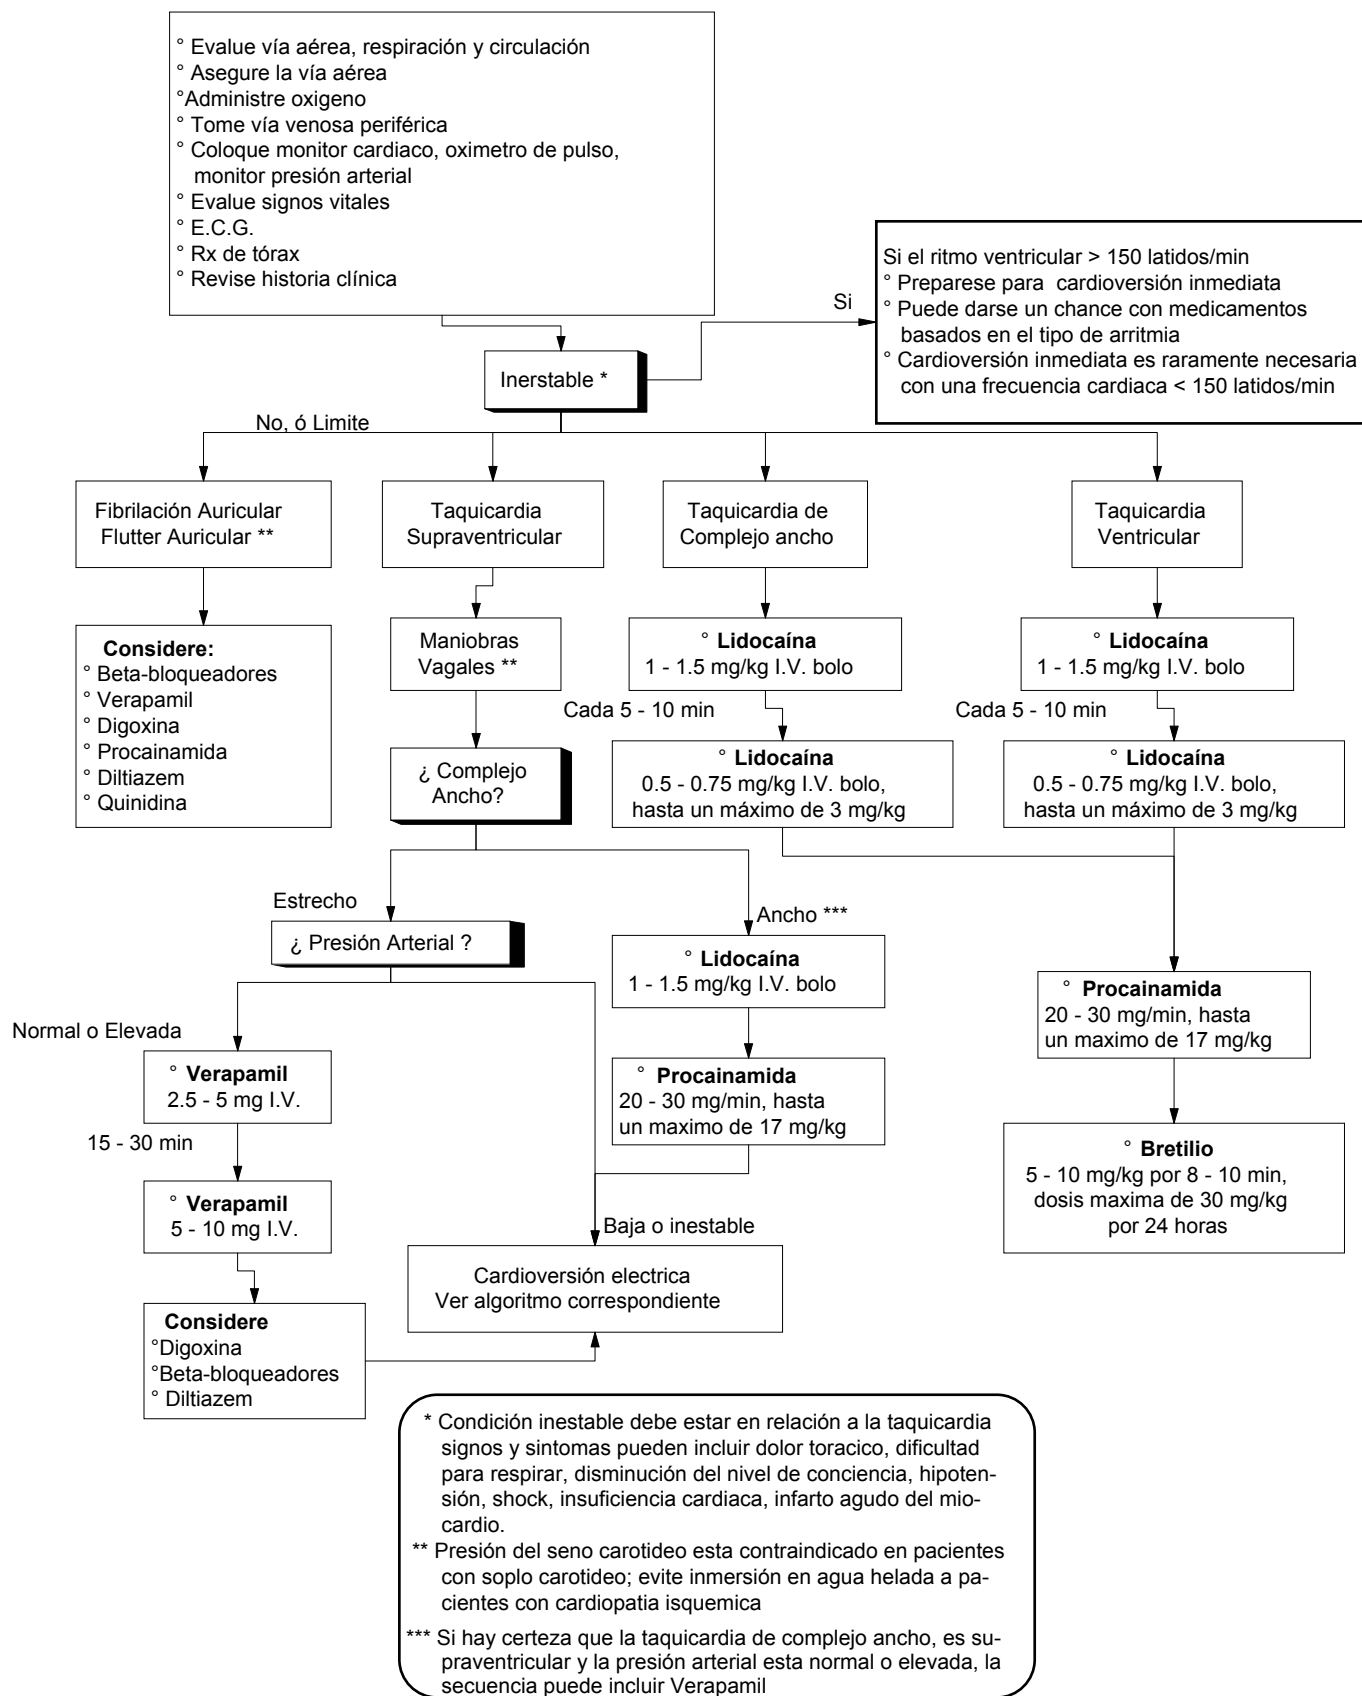 ° Evalue vía aérea, respiración y circulación
° Asegure la vía aérea
°Administre oxigeno
° Tome vía venosa periférica
° Coloque monitor cardiaco, oximetro de pulso,
monitor presión arterial
° Evalue signos vitales
° E.C.G.
° Rx de tórax
° Revise historia clínica
Si
Si el ritmo ventricular > 150 latidos/min
° Preparese para cardioversión inmediata
° Puede darse un chance con medicamentos
basados en el tipo de arritmia
° Cardioversión inmediata es raramente necesaria
con una frecuencia cardiaca < 150 latidos/min
Inerstable *
No, ó Limite
Fibrilación Auricular
Flutter Auricular **
Taquicardia
Supraventricular
Taquicardia de
Complejo ancho
Taquicardia
Ventricular
Considere:
° Beta-bloqueadores
° Verapamil
° Digoxina
° Procainamida
° Diltiazem
° Quinidina
Maniobras
Vagales **
° Lidocaína
1 - 1.5 mg/kg I.V. bolo
° Lidocaína
1 - 1.5 mg/kg I.V. bolo
Cada 5 - 10 min
Cada 5 - 10 min
¿ Complejo
Ancho?
° Lidocaína
0.5 - 0.75 mg/kg I.V. bolo,
hasta un máximo de 3 mg/kg
° Lidocaína
0.5 - 0.75 mg/kg I.V. bolo,
hasta un máximo de 3 mg/kg
Estrecho
Ancho ***
¿ Presión Arterial ?
° Lidocaína
1 - 1.5 mg/kg I.V. bolo
° Procainamida
20 - 30 mg/min, hasta
un maximo de 17 mg/kg
Normal o Elevada
° Verapamil
2.5 - 5 mg I.V.
° Procainamida
20 - 30 mg/min, hasta
un maximo de 17 mg/kg
15 - 30 min
° Bretilio
5 - 10 mg/kg por 8 - 10 min,
dosis maxima de 30 mg/kg
por 24 horas
° Verapamil
5 - 10 mg I.V.
Baja o inestable
Cardioversión electrica
Ver algoritmo correspondiente
Considere
°Digoxina
°Beta-bloqueadores
° Diltiazem
* Condición inestable debe estar en relación a la taquicardia
signos y sintomas pueden incluir dolor toracico, dificultad
para respirar, disminución del nivel de conciencia, hipoten-
sión, shock, insuficiencia cardiaca, infarto agudo del mio-
cardio.
** Presión del seno carotideo esta contraindicado en pacientes
con soplo carotideo; evite inmersión en agua helada a pa-
cientes con cardiopatia isquemica
*** Si hay certeza que la taquicardia de complejo ancho, es su-
praventricular y la presión arterial esta normal o elevada, la
secuencia puede incluir Verapamil